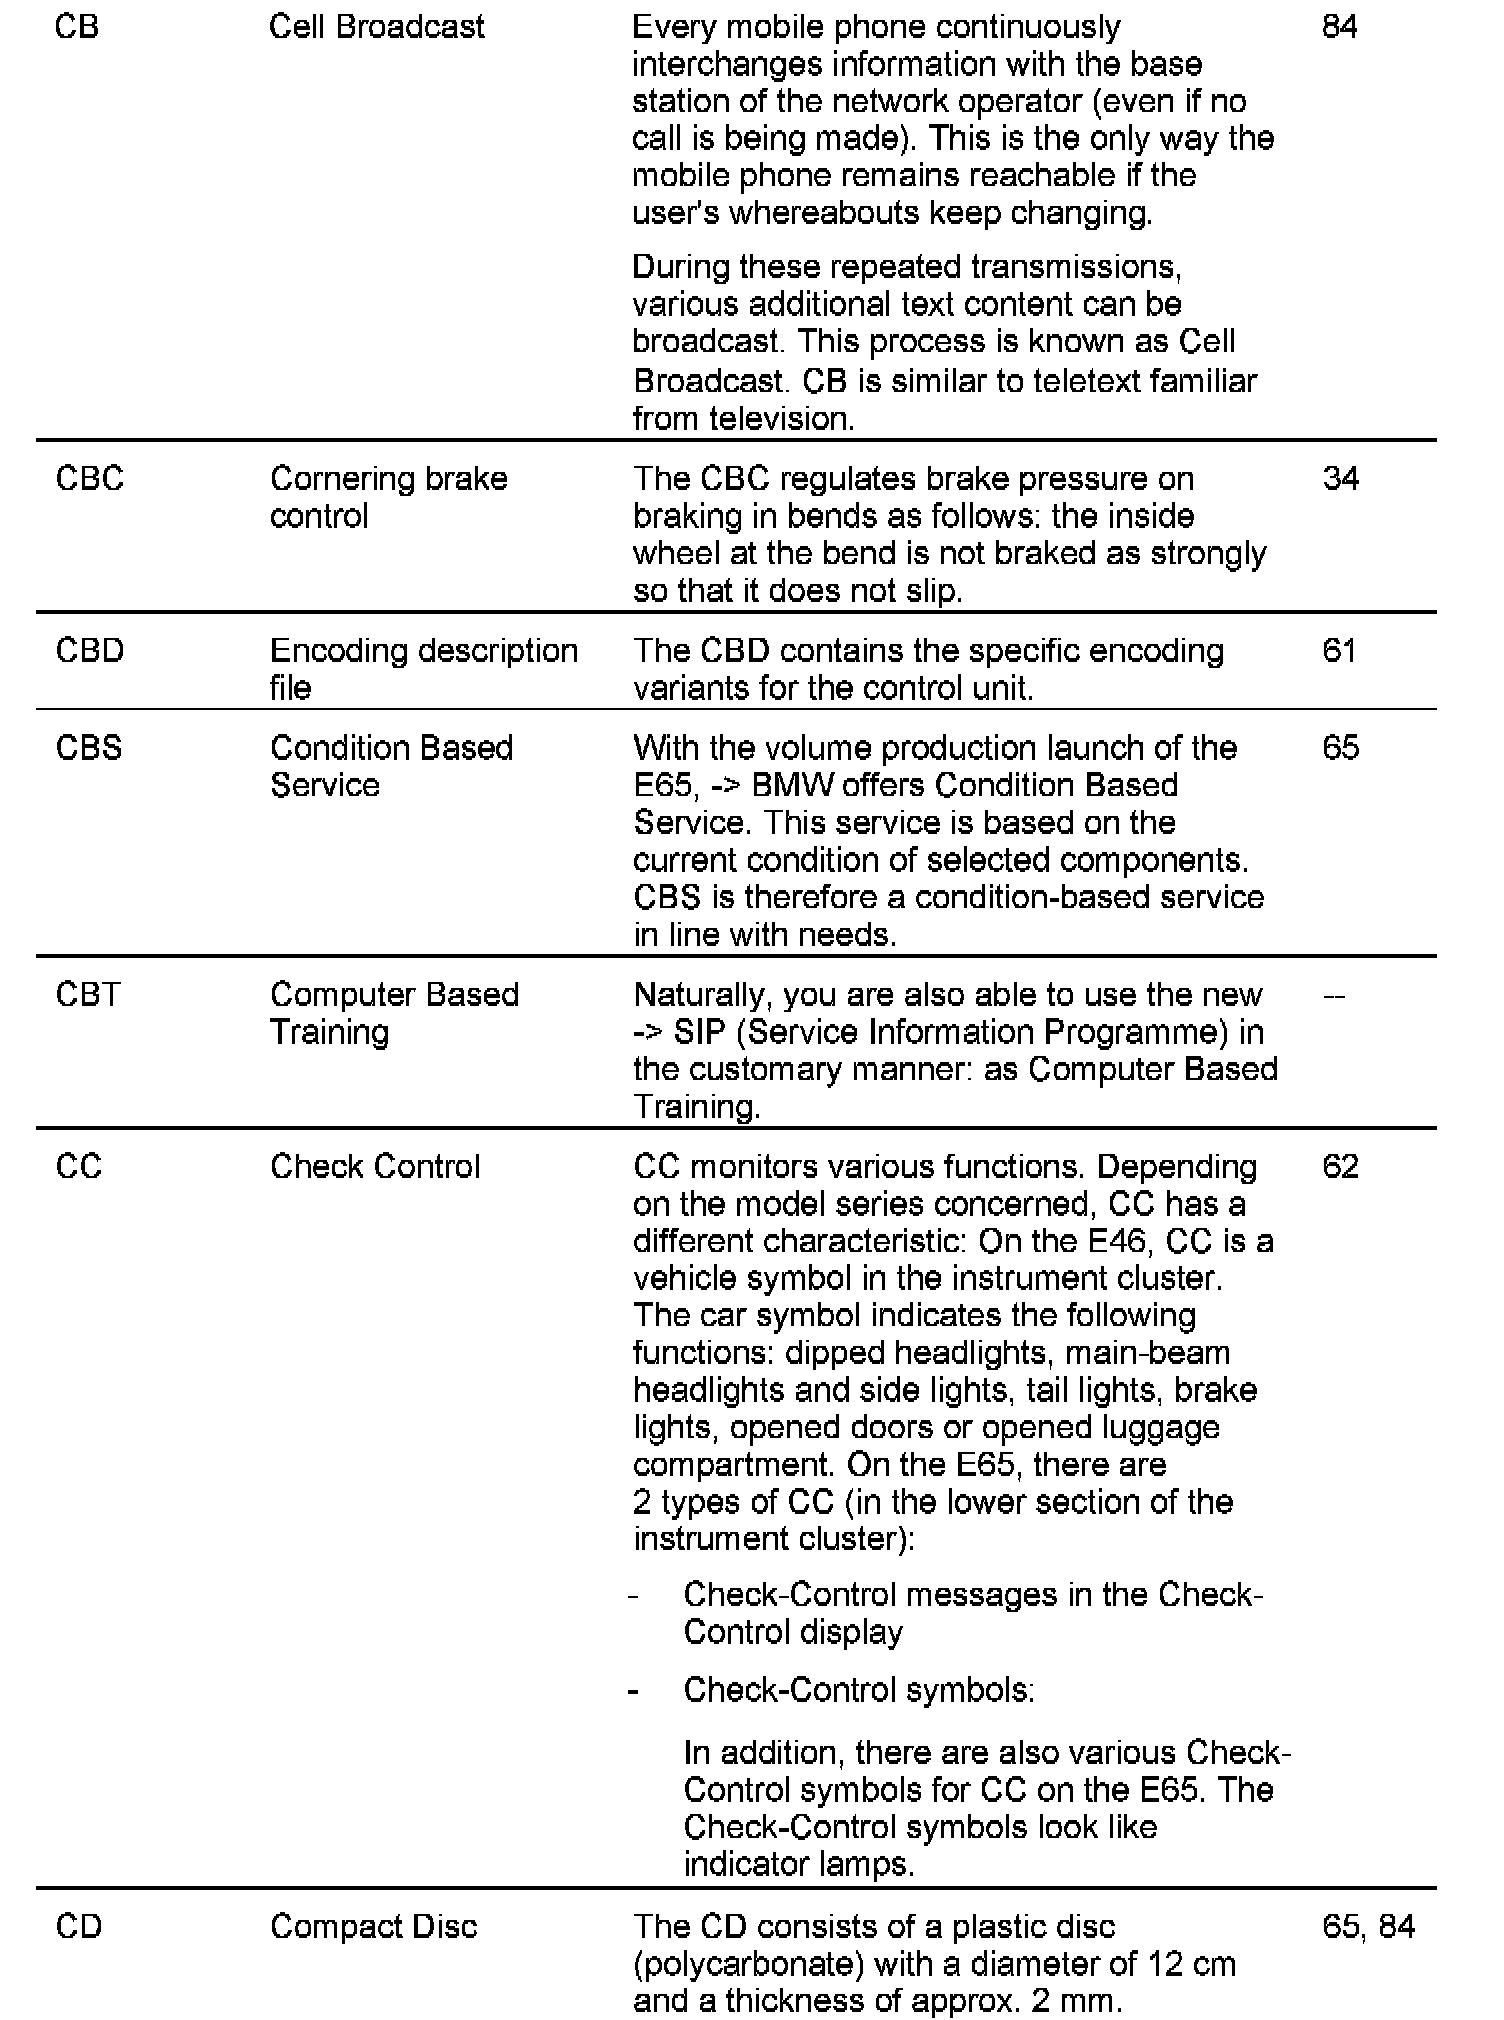 CB Cell Broadcast Every mobile phone continuously 84
interchanges information with the base
station of the network operator (even if no
call is being made). This is the only way the
mobile phone remains reachable if the
user's whereabouts keep changing.
During these repeated transmissions,
various additional text content can be
broadcast. This process is known as Cell
Broadcast. CB is similar to teletext familiar
from television.
CBC Cornering brake The CBC regulates brake pressure on 34
control braking in bends as follows: the inside
wheel at the bend is not braked as strongly
so that it does not slip.
CBD Encoding description The CBD contains the specific encoding 61
file variants for the control unit.
CBS Condition Based With the volume production launch of the 65
Service E65, -> BMW offers Condition Based
Service. This service is based on the
current condition of selected components.
CBS is therefore a condition-based service
in line with needs.
CBT Computer Based Naturally, you are also able to use the new --
Training -> SIP (Service Information Programme) in
the customary manner: as Computer Based
Training.
CC Check Control CC monitors various functions. Depending 62
on the model series concerned, CC has a
different characteristic: On the E46, CC is a
vehicle symbol in the instrument cluster.
The car symbol indicates the following
functions: dipped headlights, main-beam
headlights and side lights, tail lights, brake
lights, opened doors or opened luggage
compartment. On the E65, there are
2 types of CC (in the lower section of the
instrument cluster):
- Check-Control messages in the Check-
Control display
- Check-Control symbols:
In addition, there are also various Check-
Control symbols for CC on the E65. The
Check-Control symbols look like
indicator lamps.
CD Compact Disc The CD consists of a plastic disc 65, 84
(polycarbonate) with a diameter of 12 cm
and a thickness of approx. 2 mm.